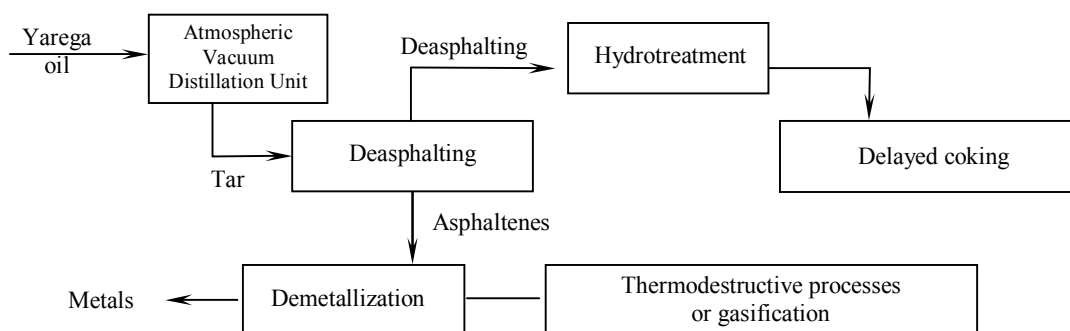 Yarega
oil
Atmospheric
Vacuum
Distillation Unit
Deasphalting
Hydrotreatment
Tar
Deasphalting
Delayed coking
Asphaltenes
Metals
Demetallization
Thermodestructive processes
or gasification